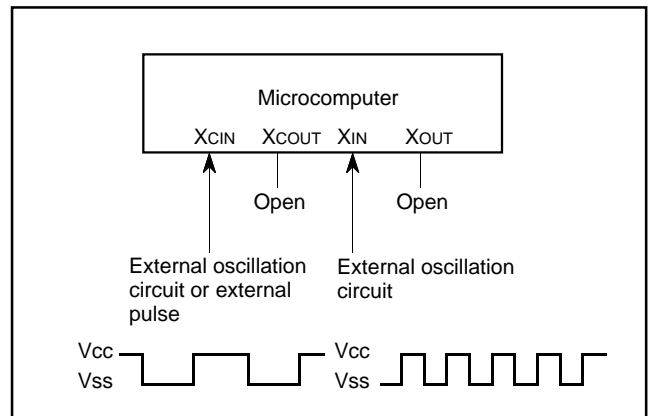 Microcomputer
XCIN XCOUT XIN XOUT
Open Open
External oscillation circuit or external pulse
External oscillation circuit
Vcc
Vss
Vcc
Vss